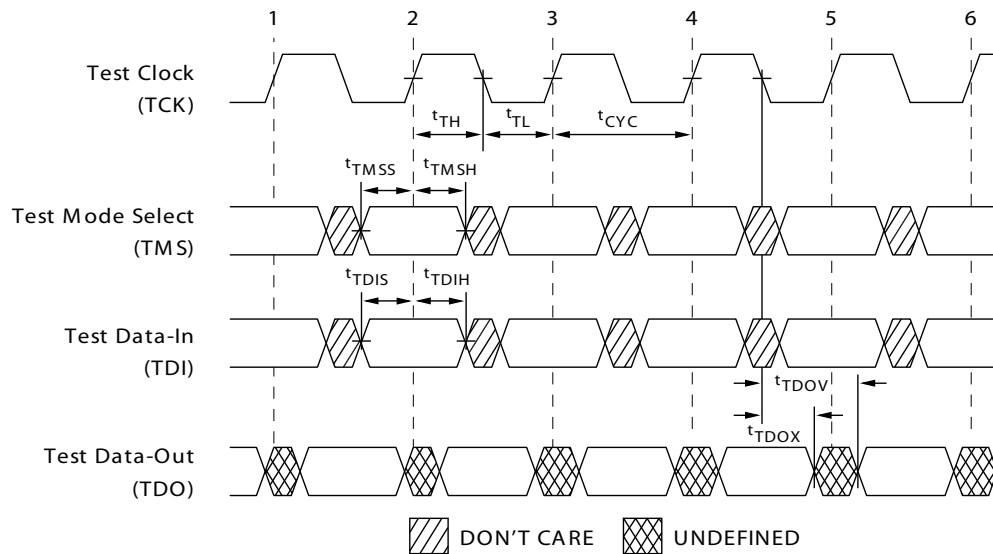 1 2 3 4 5 6
Test Clock
(TCK)
tTH tTL tCYC
tTMSS tTMSH
Test Mode Select
(TMS)
tTDIS tTDIH
Test Data-In
(TDI)
tTDOV
tTDOX
Test Data-Out
(TDO)
DON'T CARE UNDEFINED